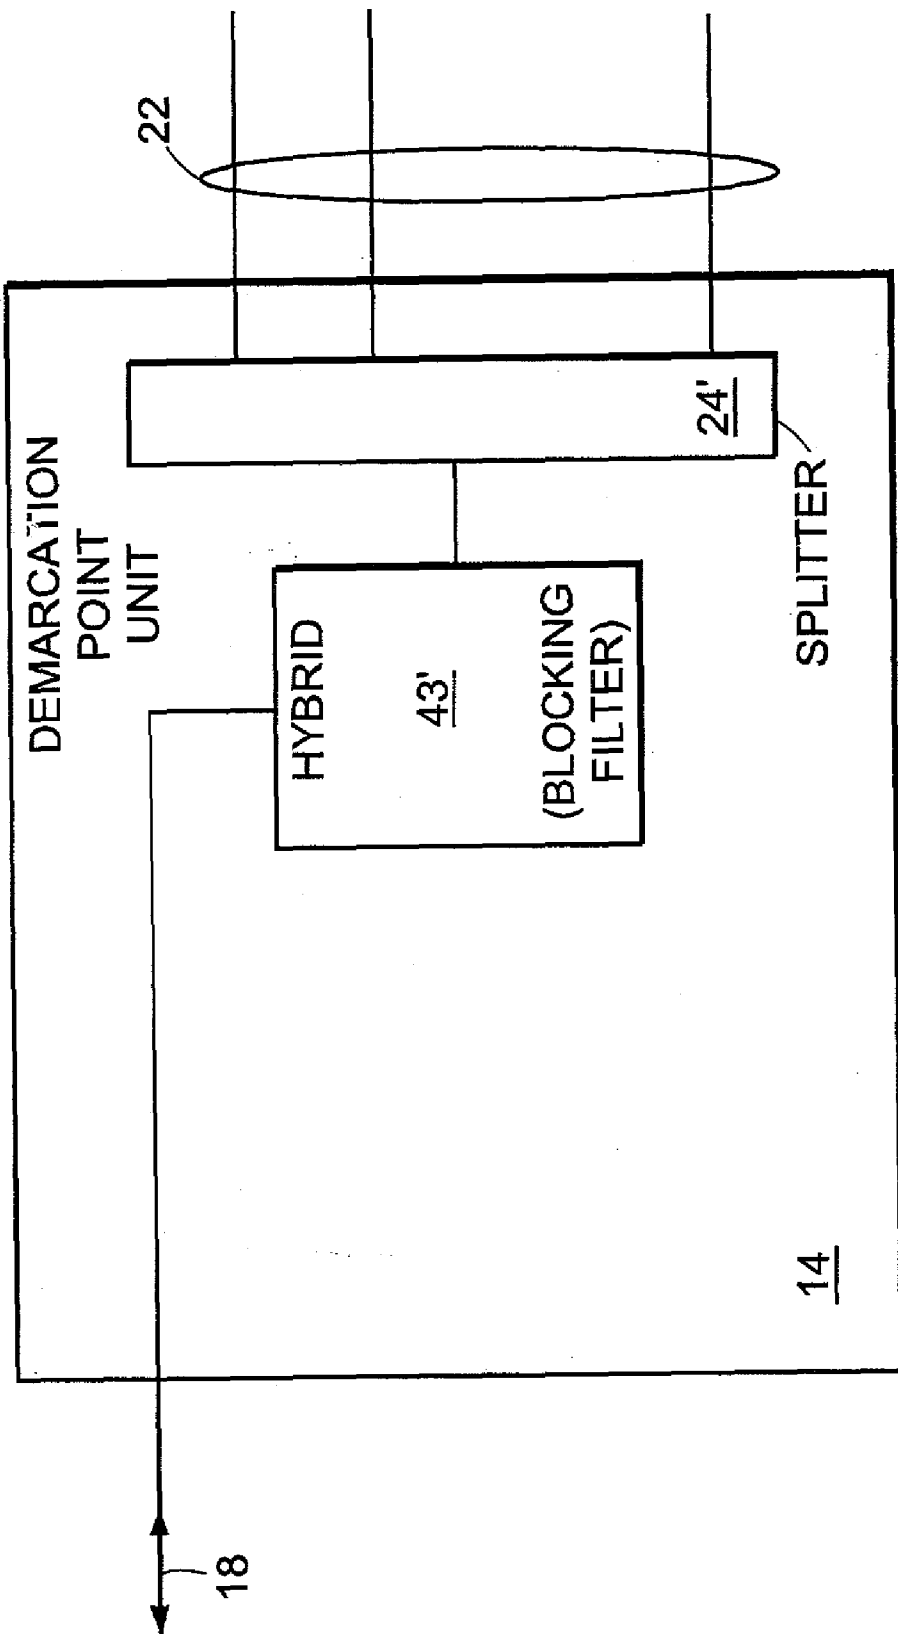 22
DEMARCATION
POINT
UNIT
24'
SPLITTER
HYBRID
43'
(BLOCKING
FILTER)
14
18